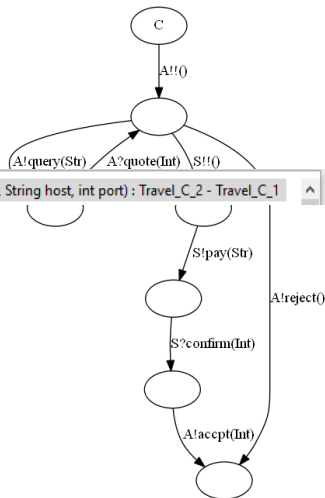 C
A!!()
A!query(Str) A?quote(Int) S!!()
, String host, int port) : Travel_C_2 - Travel_C_1
S!pay(Str)
A!reject()
S?confirm(Int)
A!accpt(Int)